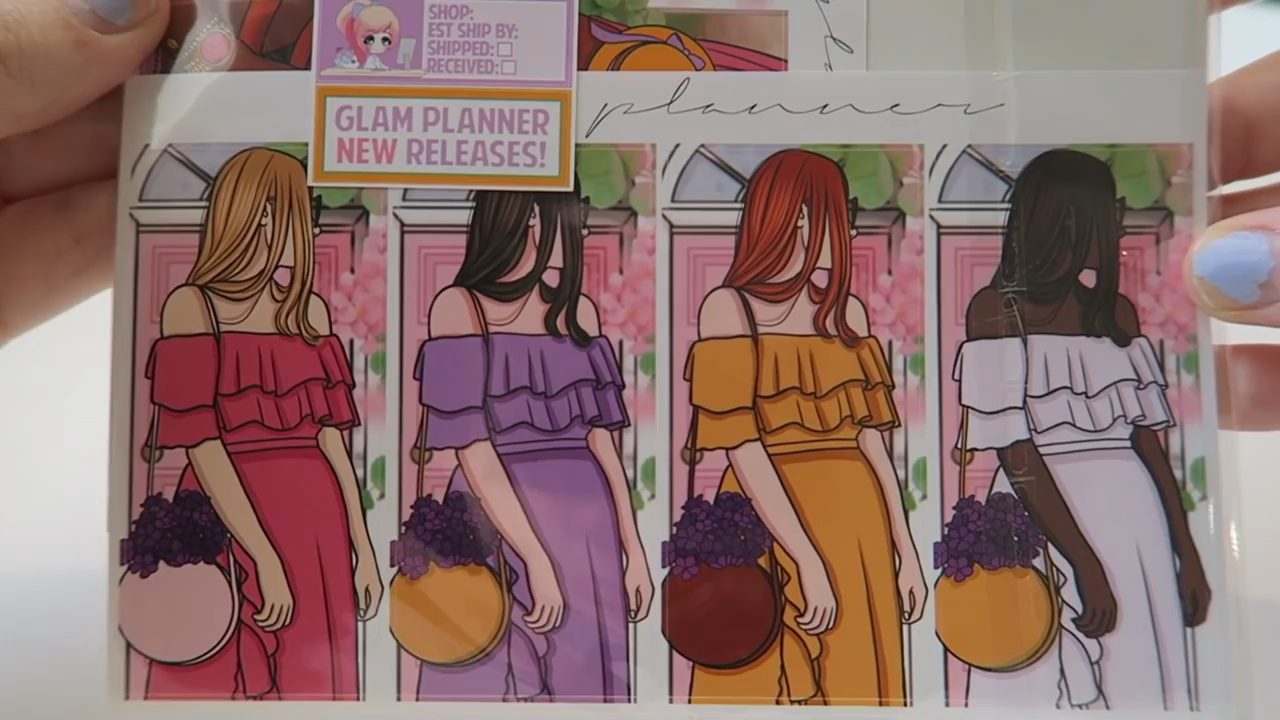 SHOP:
EST SHIP BY:
SHIPPED:
RECEIVED:
GLAM PLANNER
NEW RELEASES!
planner